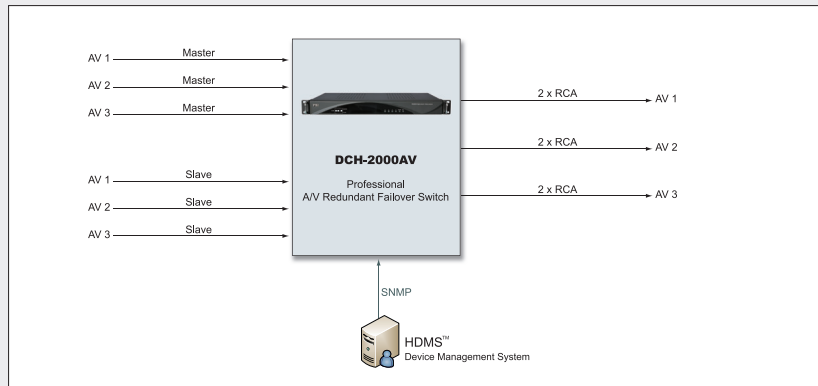 AV 1 Master
AV 2 Master
AV 3 Master
AV 1 Slave
AV 2 Slave
AV 3 Slave
DCH-2000AV
Professional
A/V Redundant Failover Switch
2 x RCA AV 1
2 x RCA AV 2
2 x RCA AV 3
SNMP
HDMS™
Device Management System